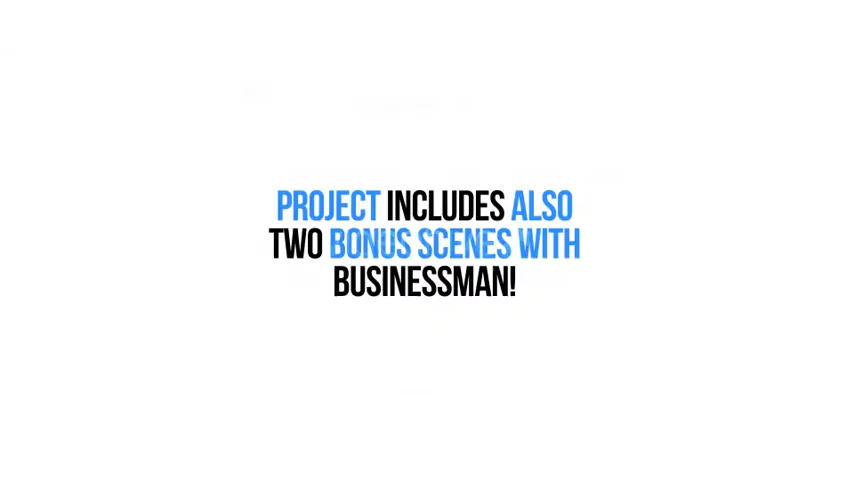 PROJECT INCLUDES ALSO
TWO BONUS SCENES WITH
BUSINESSMAN!